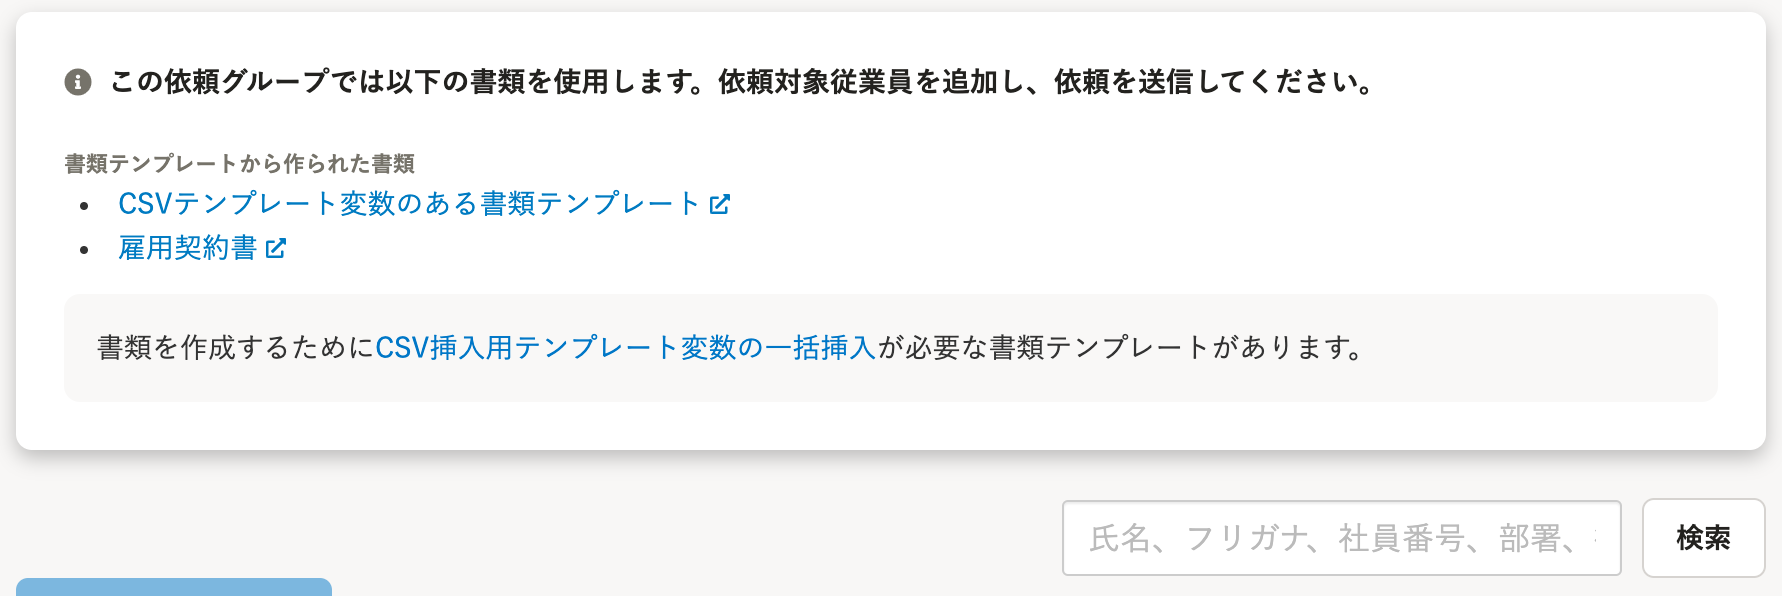 この依頼グループでは以下の書類を使用します。依頼対象従業員を追加し、依頼を送信してください。
書類テンプレートから作られた書類
• CSVテンプレート変数のある書類テンプレート
• 雇用契約書
書類を作成するためにCSV挿入用テンプレート変数の一括挿入が必要な書類テンプレートがあります。
氏名、フリガナ、社員番号、部署、
検索